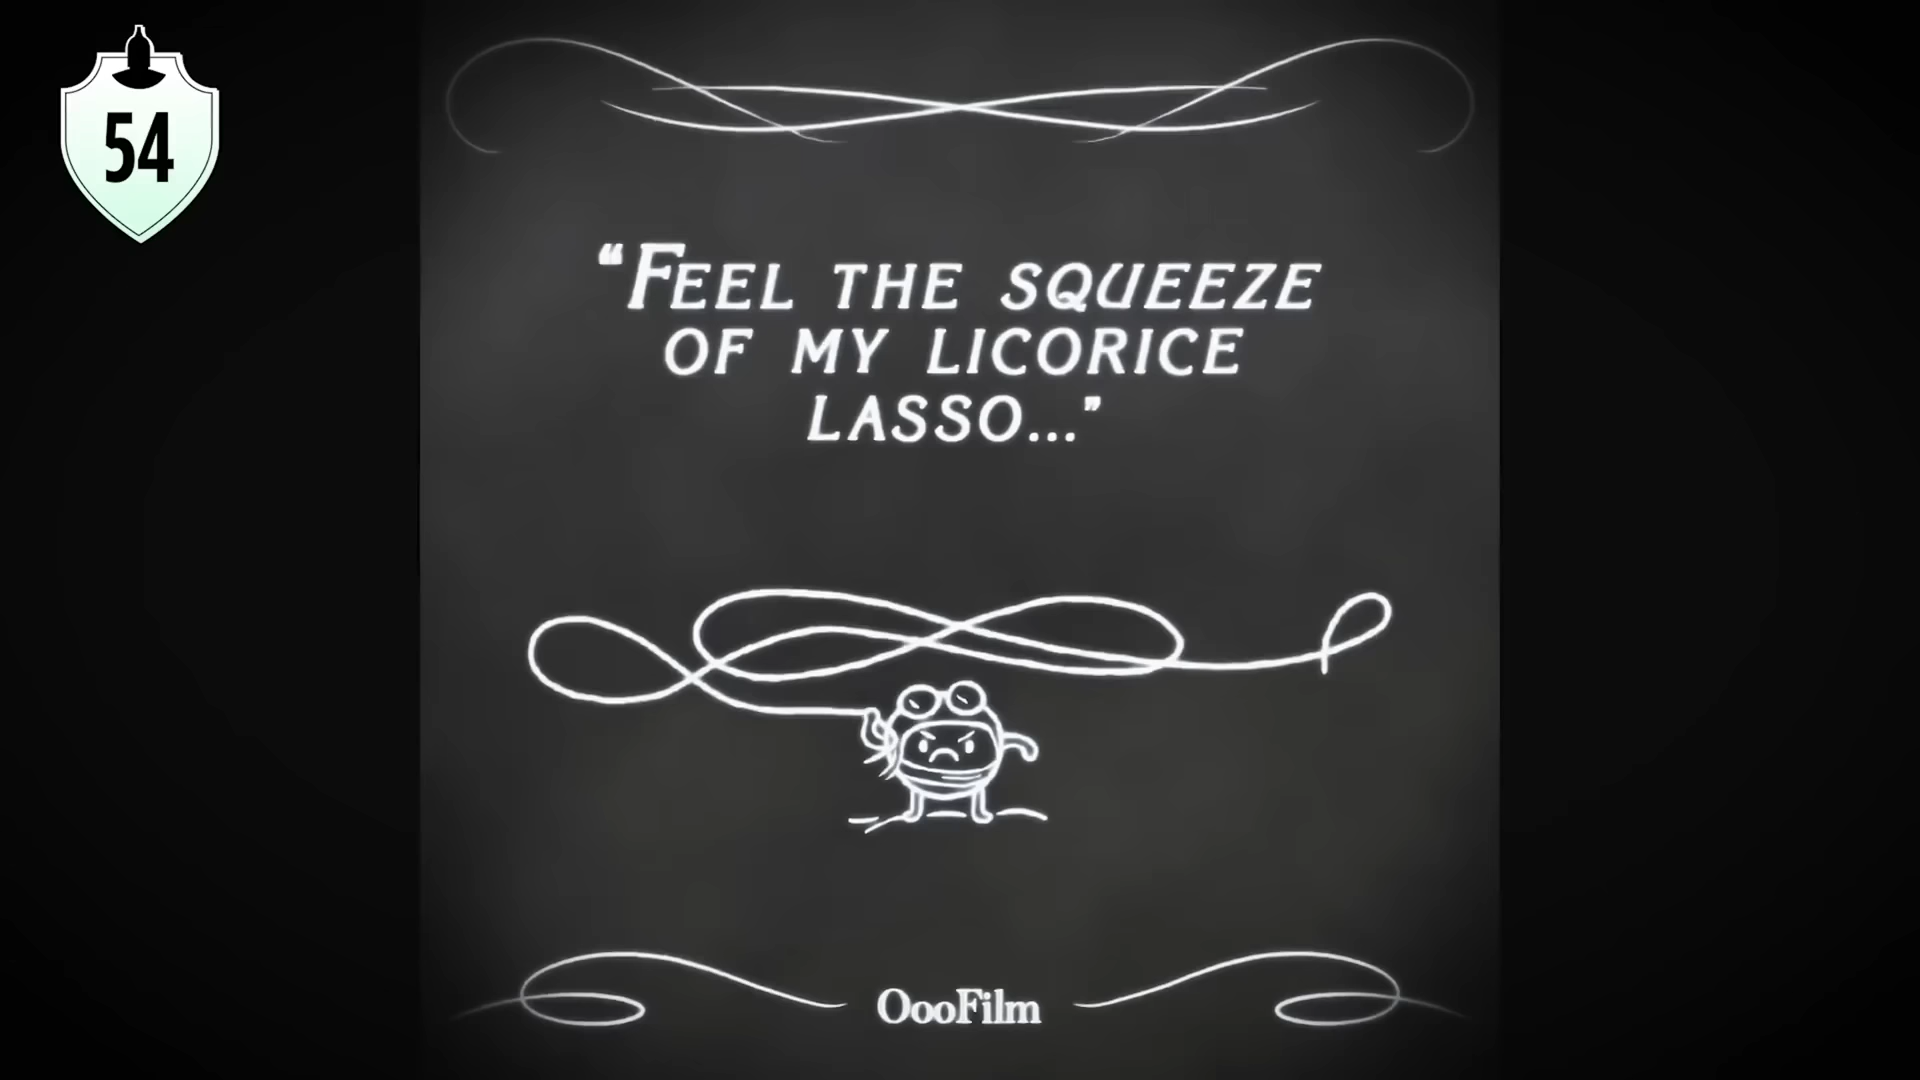 54
“FEEL THE SQUEEZE
OF MY LICORICE
LASSO...”
OooFilm